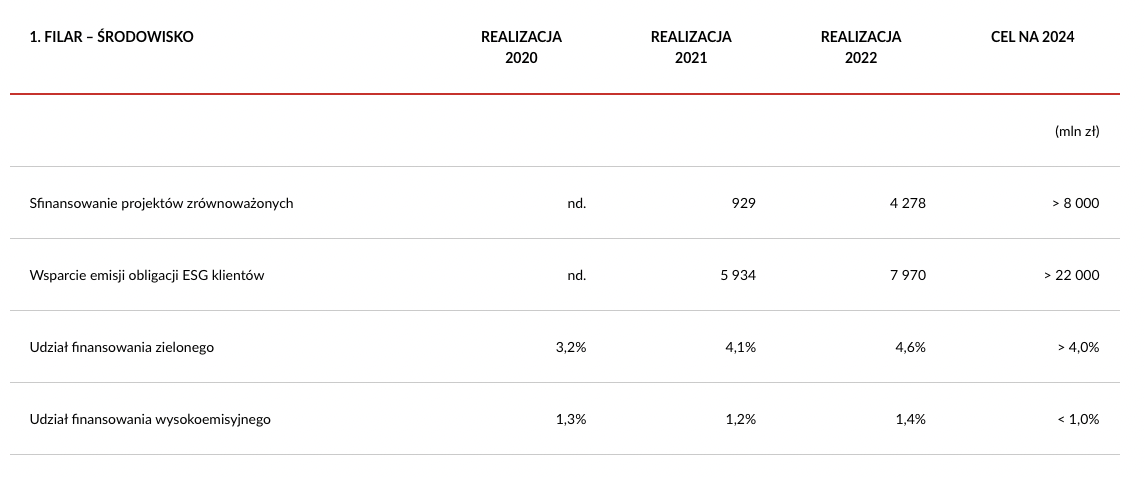 1. FILAR – ŚRODOWISKO REALIZACJA 2020 REALIZACJA 2021 REALIZACJA 2022 CEL NA 2024
(mln zł)
Sfinansowanie projektów zrównoważonych nd. 929 4 278 > 8 000
Wsparcie emisji obligacji ESG klientów nd. 5 934 7 970 > 22 000
Udział finansowania zielonego 3,2% 4,1% 4,6% > 4,0%
Udział finansowania wysokoemisyjnego 1,3% 1,2% 1,4% < 1,0%